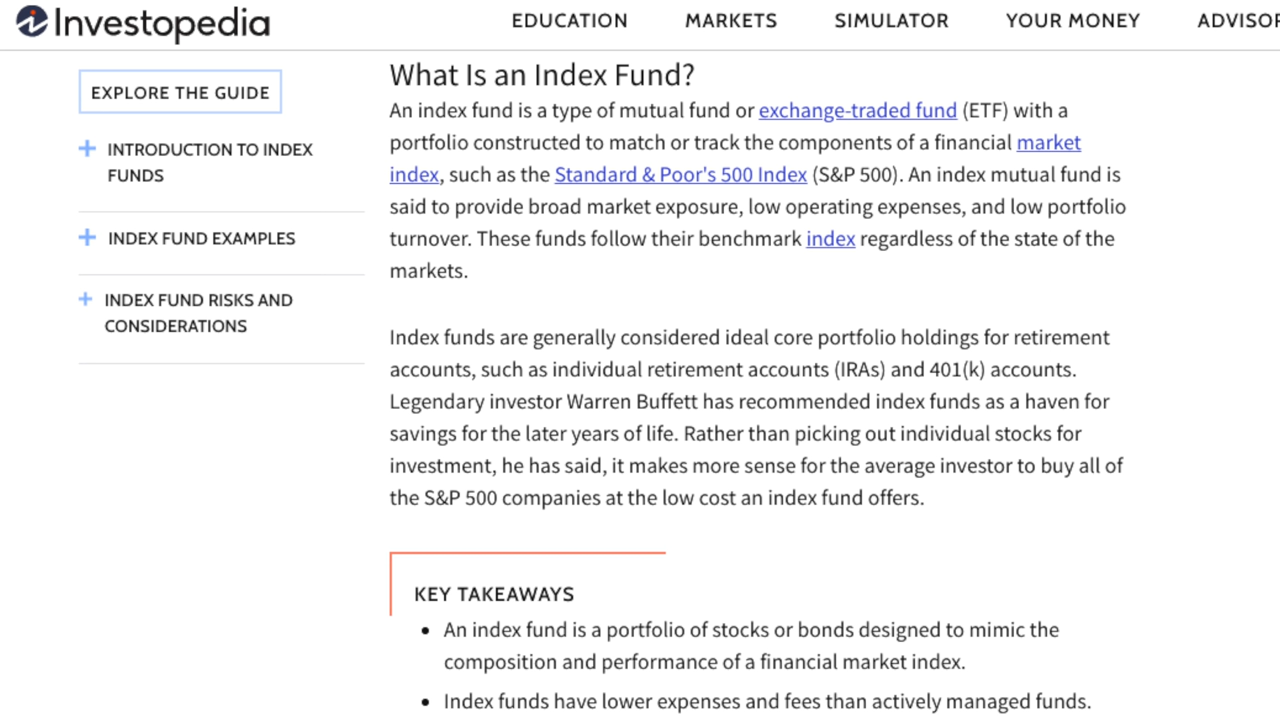 Investopedia
EDUCATION MARKETS SIMULATOR YOUR MONEY
EXPLORE THE GUIDE
INTRODUCTION TO INDEX
FUNDS
INDEX FUND EXAMPLES
INDEX FUND RISKS AND
CONSIDERATIONS
What Is an Index Fund?
An index fund is a type of mutual fund or exchange-traded fund (ETF) with a
portfolio constructed to match or track the components of a financial market
index, such as the Standard & Poor's 500 Index (S&P 500). An index mutual fund is
said to provide broad market exposure, low operating expenses, and low portfolio
turnover. These funds follow their benchmark index regardless of the state of the
markets.
Index funds are generally considered ideal core portfolio holdings for retirement
accounts, such as individual retirement accounts (IRAs) and 401(k) accounts.
Legendary investor Warren Buffett has recommended index funds as a haven for
savings for the later years of life. Rather than picking out individual stocks for
investment, he has said, it makes more sense for the average investor to buy all of
the S&P 500 companies at the low cost an index fund offers.
KEY TAKEAWAYS
• An index fund is a portfolio of stocks or bonds designed to mimic the
composition and performance of a financial market index.
• Index funds have lower expenses and fees than actively managed funds.